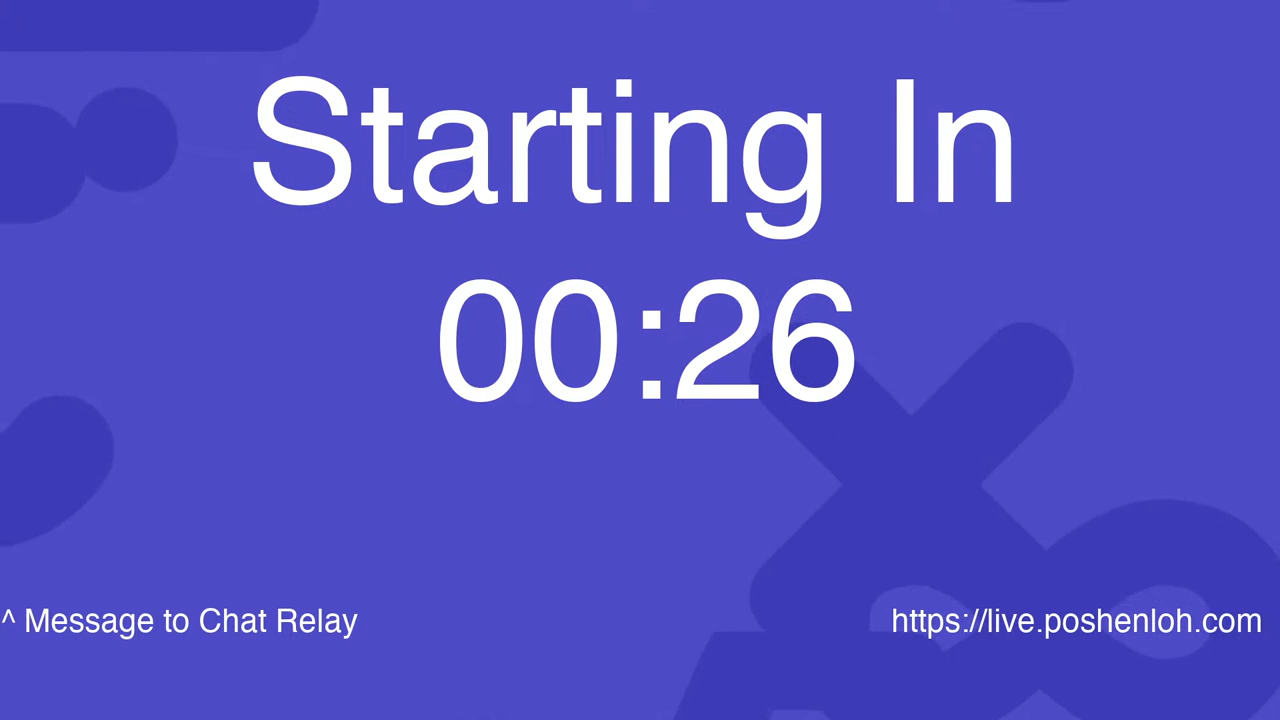 Starting In
00:26
^ Message to Chat Relay
https://live.poshenloh.com